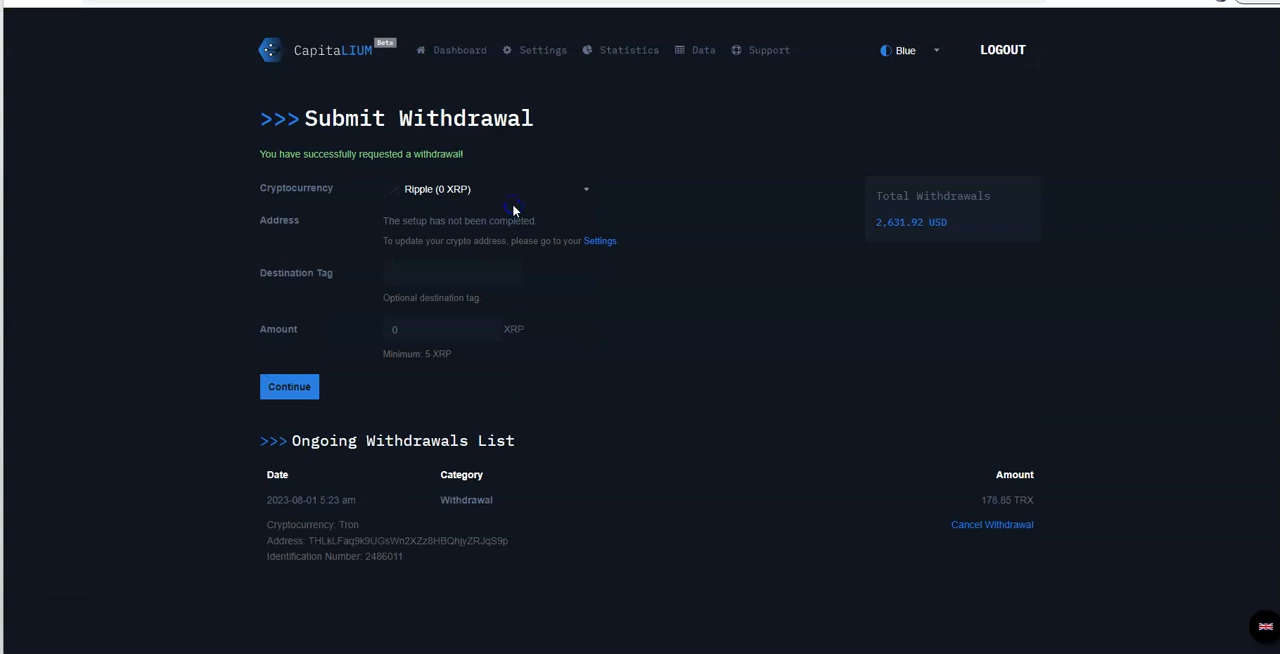 CapitaLIUM Beta Dashboard Settings Statistics Data Support Blue LOGOUT
>>> Submit Withdrawal
You have successfully requested a withdrawal!
Cryptocurrency Ripple (0 XRP)
Total Withdrawals
2,631.92 USD
Address The setup has not been completed.
To update your crypto address, please go to your Settings.
Destination Tag
Optional destination tag.
Amount 0 XRP
Minimum: 5 XRP
Continue
>>> Ongoing Withdrawals List
Date Category Amount
2023-08-01 5:23 am Withdrawal 178.85 TRX
Cryptocurrency: Tron Cancel Withdrawal
Address: THLkLFaq9k9UGsWn2XZz8HBQhjyZRJqS9p
Identification Number: 2486011